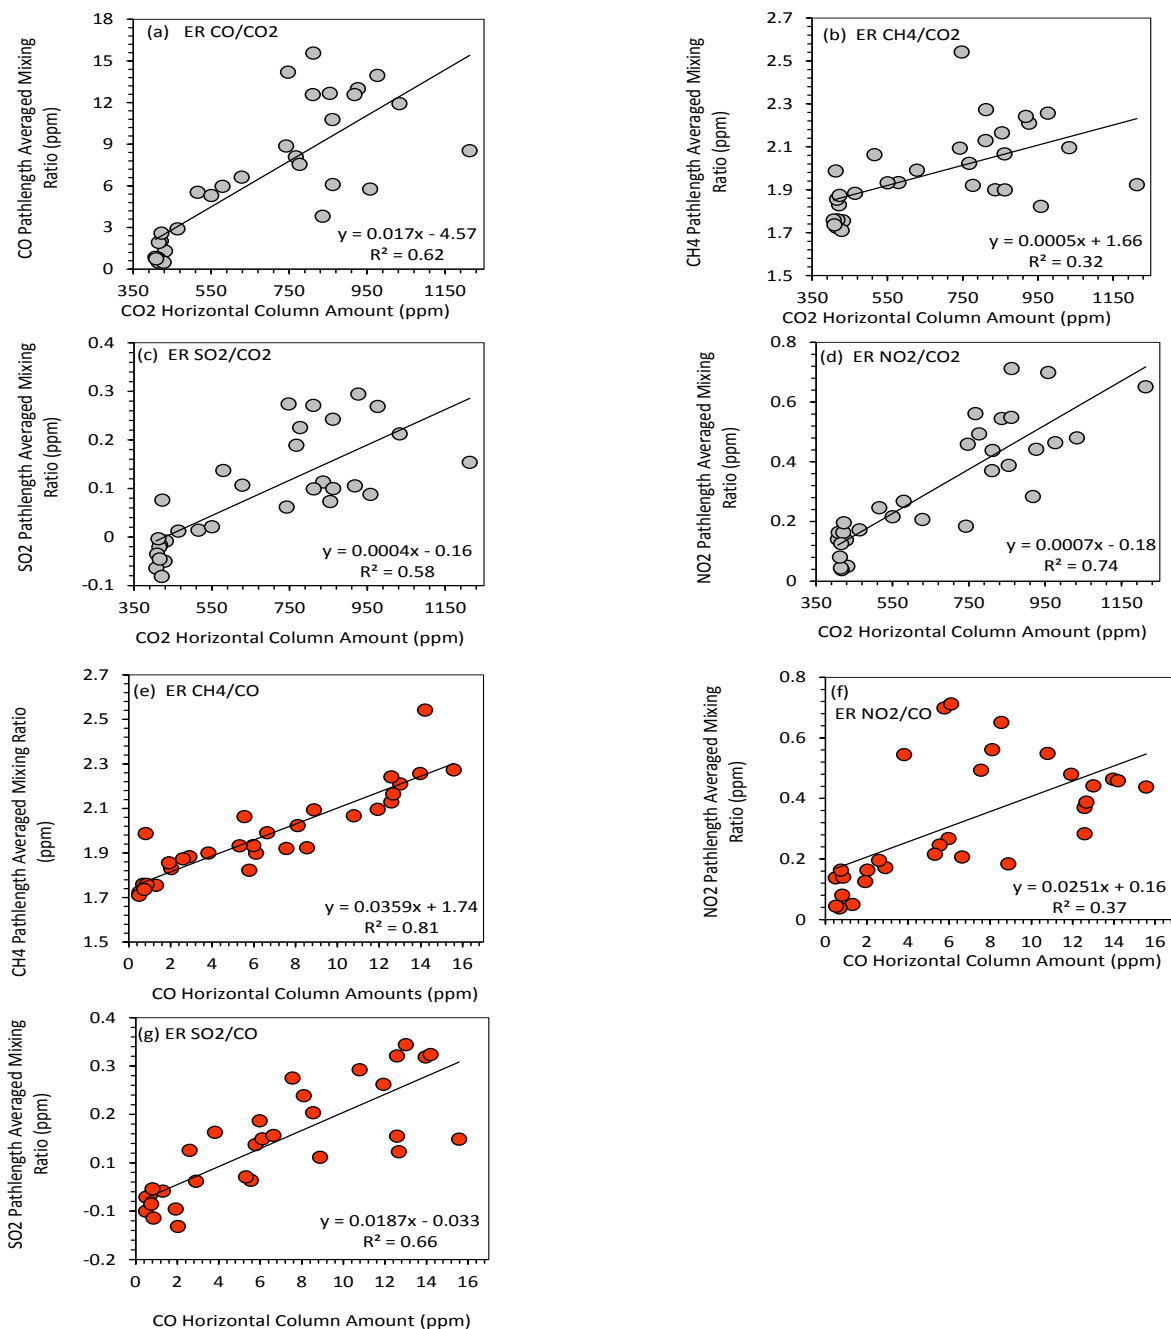 (a) ER CO/CO2
CO Pathlength Averaged Mixing
Ratio (ppm)
18
15
12
9
6
3
0
y = 0.017x - 4.57
R² = 0.62
350 550 750 950 1150
CO2 Horizontal Column Amount (ppm)
(b) ER CH4/CO2
CH4 Pathlength Averaged Mixing
Ratio (ppm)
2.7
2.5
2.3
2.1
1.9
1.7
1.5
y = 0.0005x + 1.66
R² = 0.32
350 550 750 950 1150
CO2 Horizontal Column Amount (ppm)
(c) ER SO2/CO2
SO2 Pathlength Averaged Mixing
Ratio (ppm)
0.4
0.3
0.2
0.1
0
-0.1
y = 0.0004x - 0.16
R² = 0.58
350 550 750 950 1150
CO2 Horizontal Column Amount (ppm)
(d) ER NO2/CO2
NO2 Pathlength Averaged Mixing
Ratio (ppm)
0.8
0.6
0.4
0.2
0
y = 0.0007x - 0.18
R² = 0.74
350 550 750 950 1150
CO2 Horizontal Column Amount (ppm)
(e) ER CH4/CO
CH4 Pathlength Averaged Mixing Ratio
(ppm)
2.7
2.5
2.3
2.1
1.9
1.7
1.5
y = 0.0359x + 1.74
R² = 0.81
0 2 4 6 8 10 12 14 16
CO Horizontal Column Amounts (ppm)
(f)
ER NO2/CO
NO2 Pathlength Averaged Mixing
Ratio (ppm)
0.8
0.6
0.4
0.2
0
y = 0.0251x + 0.16
R² = 0.37
0 2 4 6 8 10 12 14 16
CO Horizontal Column Amount (ppm)
(g) ER SO2/CO
SO2 Pathlength Averaged Mixing
Ratio (ppm)
0.4
0.3
0.2
0.1
-0.1
-0.2
y = 0.0187x - 0.033
R² = 0.66
0 2 4 6 8 10 12 14 16
CO Horizontal Column Amount (ppm)